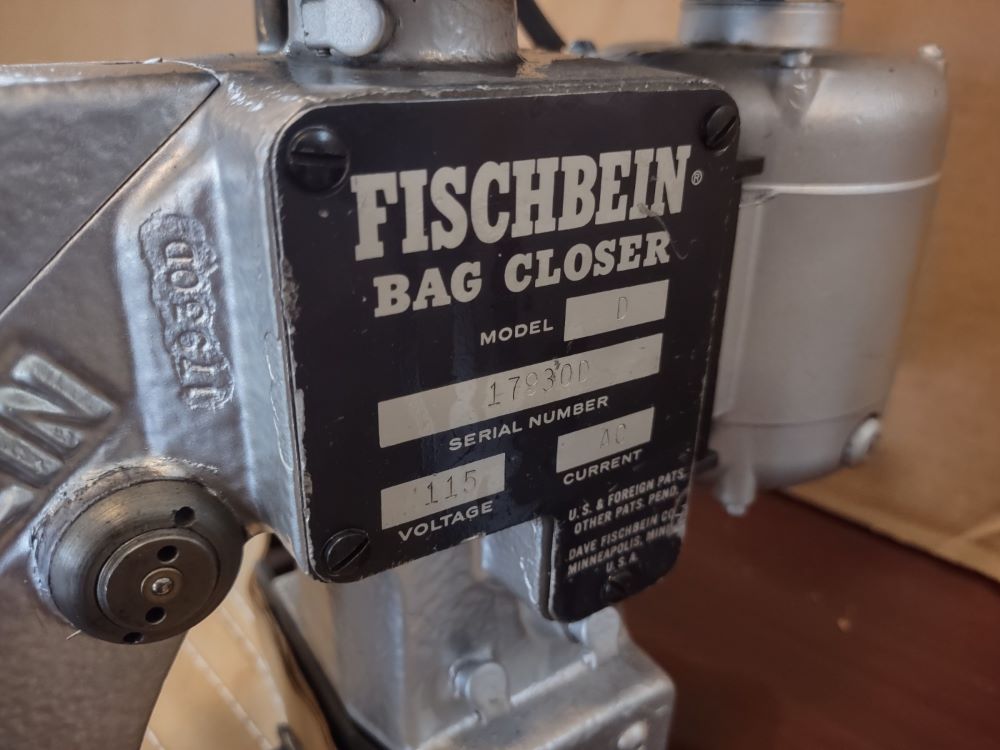 FISCHBEIN®
BAG CLOSER
MODEL D
17930D
SERIAL NUMBER
115 AC
VOLTAGE CURRENT
U.S. & FOREIGN PATS.
OTHER PATS. PEND.
DAVE FISCHBEIN CO.
MINNEAPOLIS, MINN.
U.S.A.
IN